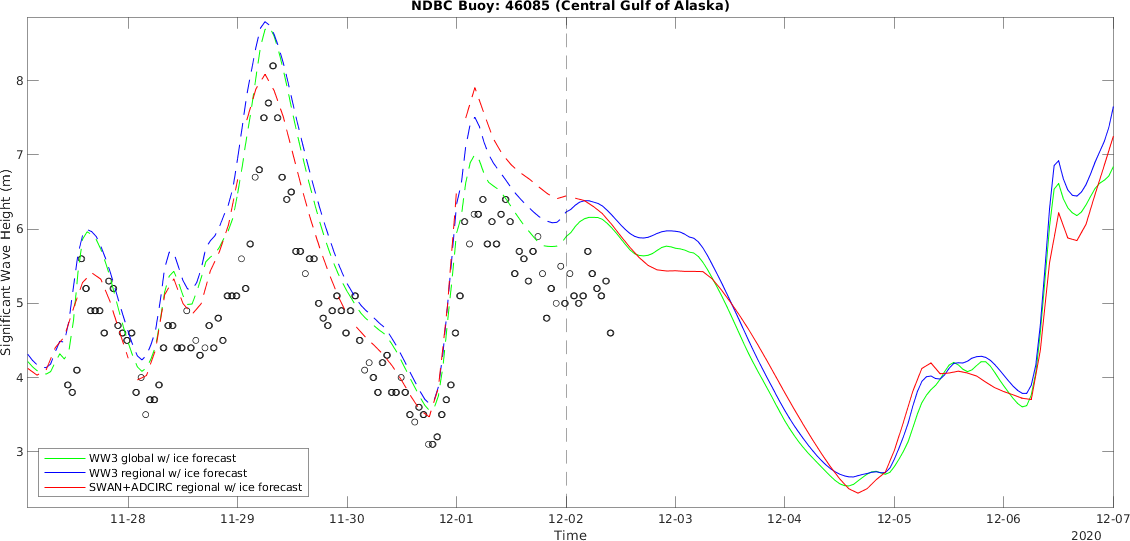 NDBC Buoy: 46085 (Central Gulf of Alaska)
Significant Wave Height (m)
8
7
6
5
4
3
WW3 global w/ ice forecast
WW3 regional w/ ice forecast
SWAN+ADCIRC regional w/ ice forecast
11-28 11-29 11-30 12-01 12-02 12-03 12-04 12-05 12-06 12-07
Time
2020